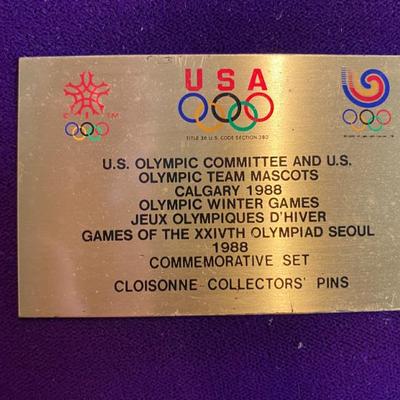 USA
TITLE 36 U.S. CODE SECTION 380
U.S. OLYMPIC COMMITTEE AND U.S.
OLYMPIC TEAM MASCOTS
CALGARY 1988
OLYMPIC WINTER GAMES
JEUX OLYMPIQUES D'HIVER
GAMES OF THE XXIVTH OLYMPIAD SEOUL
1988
COMMEMORATIVE SET
CLOISONNE COLLECTORS' PINS